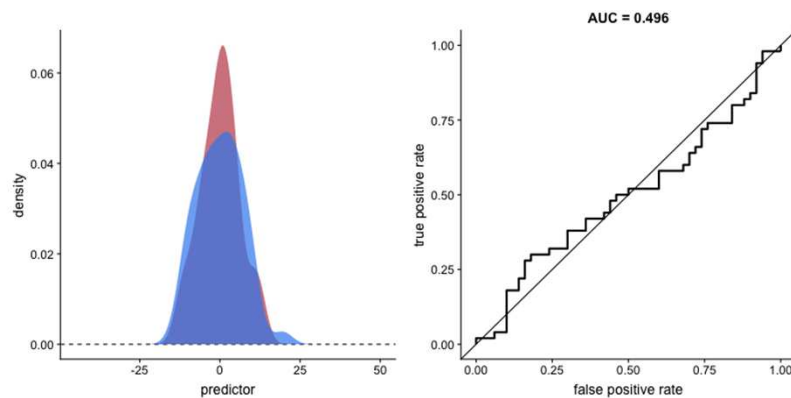 AUC = 0.496
density
0.06
0.04
0.02
0.00
-25 0 25 50
predictor
true positive rate
1.00
0.75
0.50
0.25
0.00
0.00 0.25 0.50 0.75 1.00
false positive rate